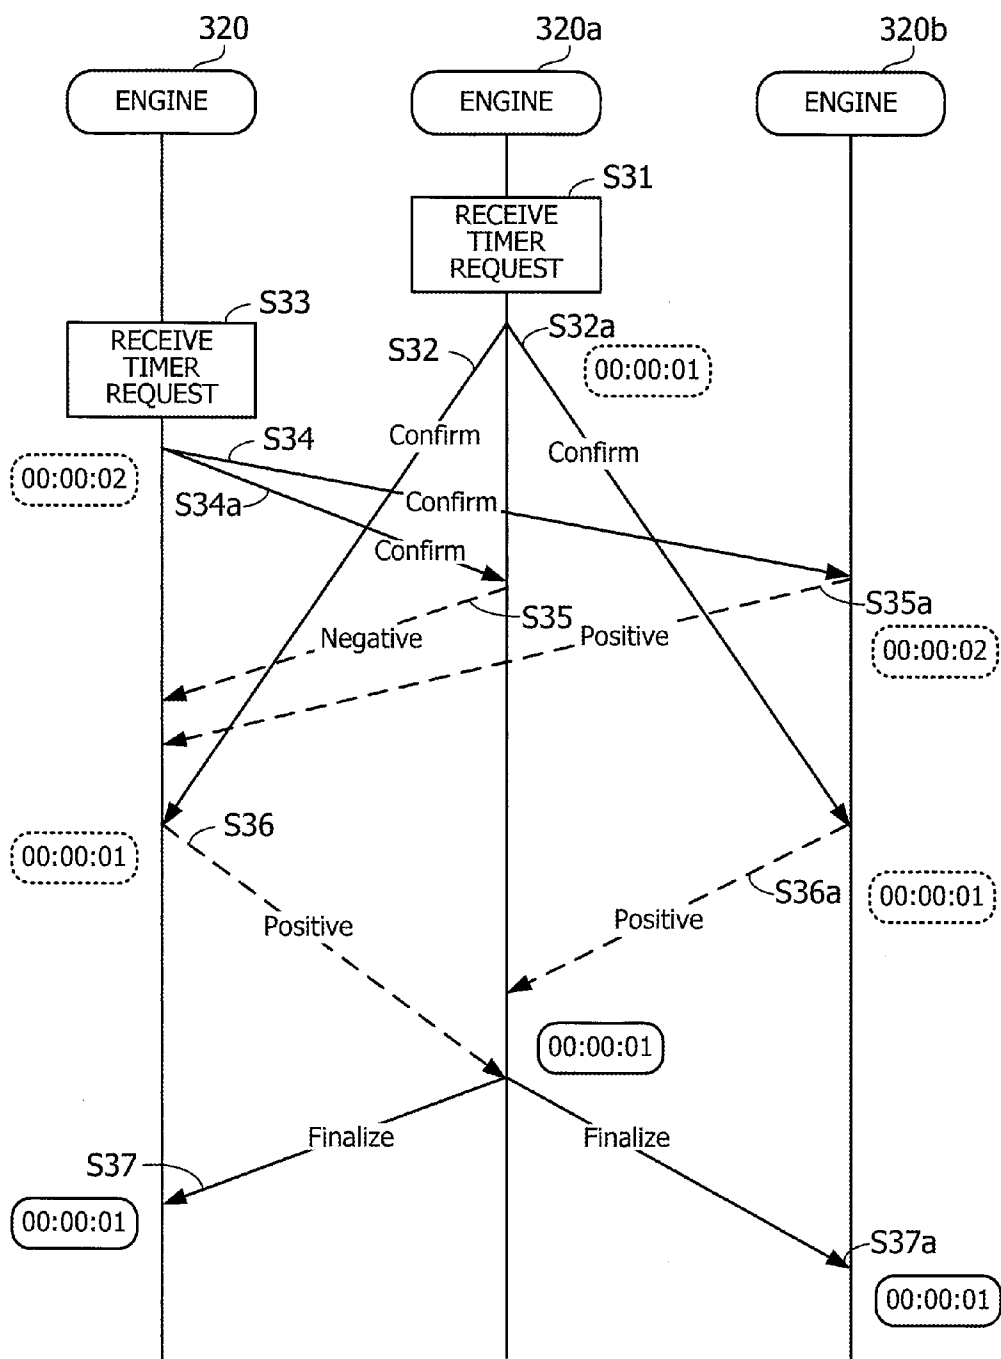 320
320a
320b
ENGINE
ENGINE
ENGINE
S31
RECEIVE
TIMER
REQUEST
S33
RECEIVE
TIMER
REQUEST
S32
S32a
00:00:01
Confirm
Confirm
S34
00:00:02
S34a
Confirm
Confirm
S35
S35a
Negative
Positive
00:00:02
S36
00:00:01
S36a
00:00:01
Positive
Positive
00:00:01
Finalize
Finalize
S37
00:00:01
S37a
00:00:01